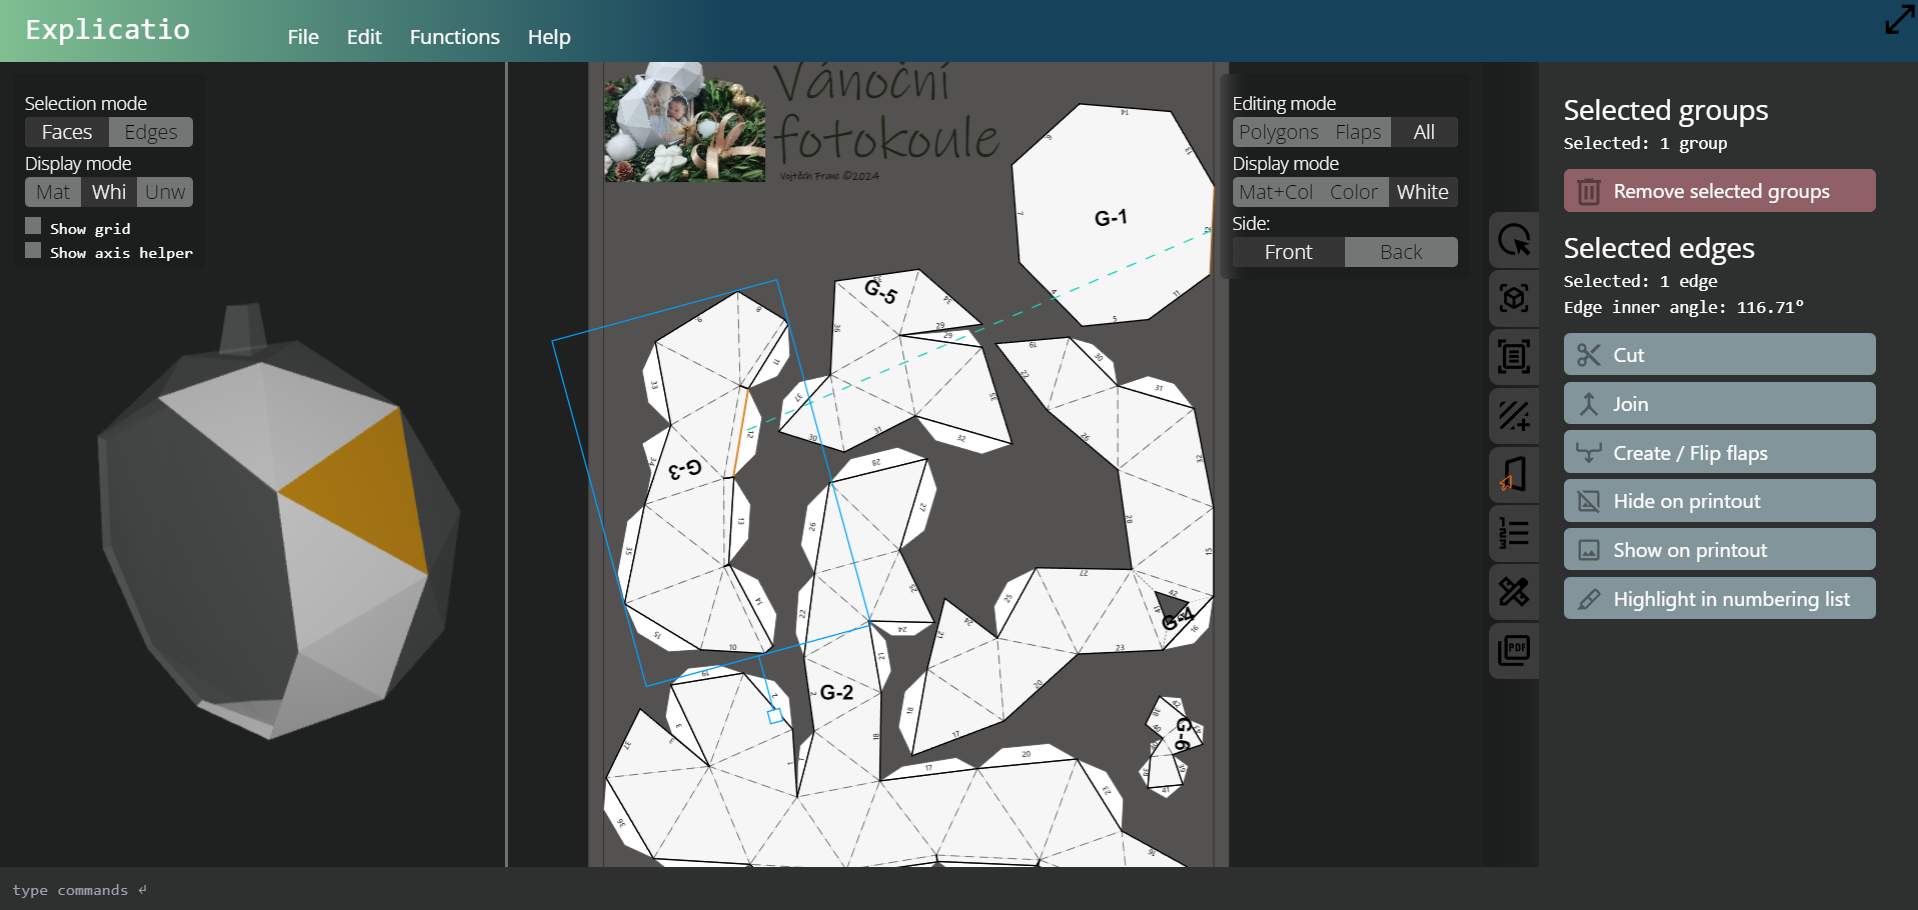 Explicatio
File Edit Functions Help
Selection mode
Faces Edges
Display mode
Mat Whi Unw
Show grid
Show axis helper
Vánoční
fotokoule
Vojtěch Franc ©2024
G-1
G-5
G-3
G-2
G-4
G-6
Editing mode
Polygons Flaps All
Display mode
Mat+Col Color White
Side:
Front Back
PDF
Selected groups
Selected: 1 group
Remove selected groups
Selected edges
Selected: 1 edge
Edge inner angle: 116.71°
Cut
Join
Create / Flip flaps
Hide on printout
Show on printout
Highlight in numbering list
type commands ↲